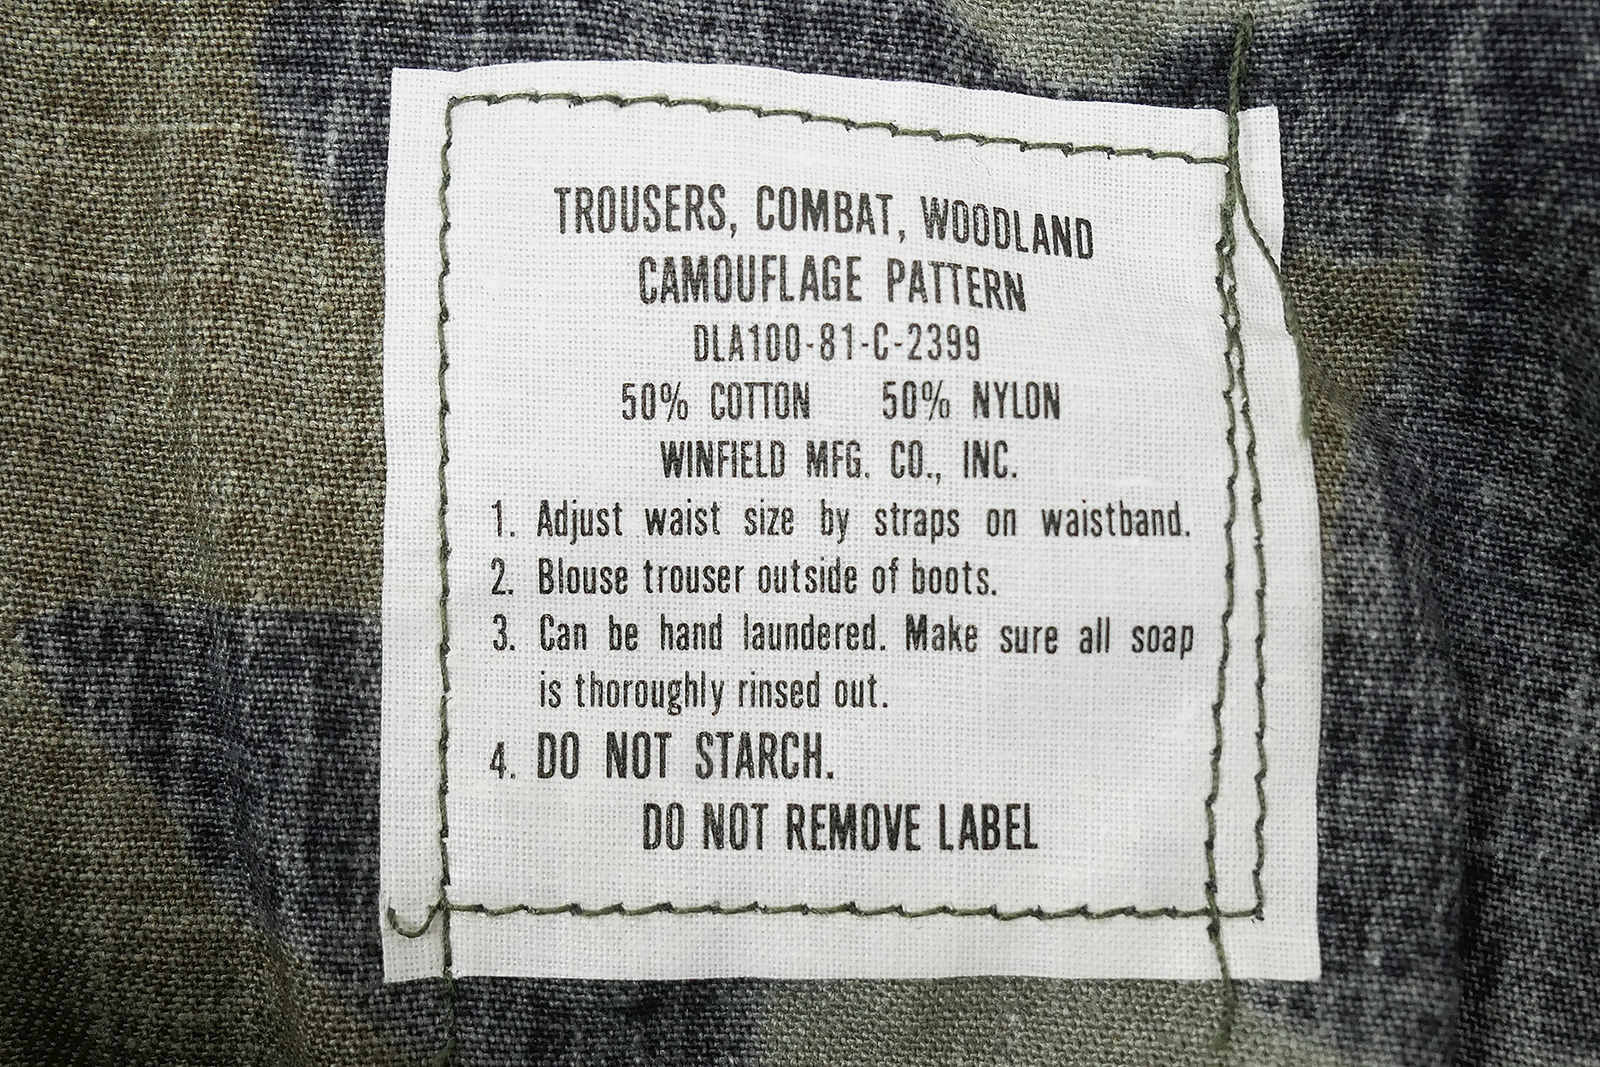 TROUSERS, COMBAT, WOODLAND
CAMOUFLAGE PATTERN
DLA100-81-C-2399
50% COTTON 50% NYLON
WINFIELD MFG. CO., INC.
1. Adjust waist size by straps on waistband.
2. Blouse trouser outside of boots.
3. Can be hand laundered. Make sure all soap
is thoroughly rinsed out.
4. DO NOT STARCH.
DO NOT REMOVE LABEL